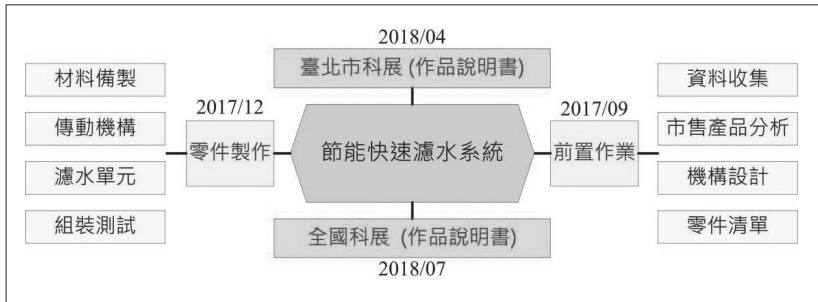 2018/04
臺北市科展 (作品說明書)
材料備製
傳動機構
濾水單元
組裝測試
2017/12
零件製作
節能快速濾水系統
2017/09
前置作業
資料收集
市售產品分析
機構設計
零件清單
全國科展 (作品說明書)
2018/07